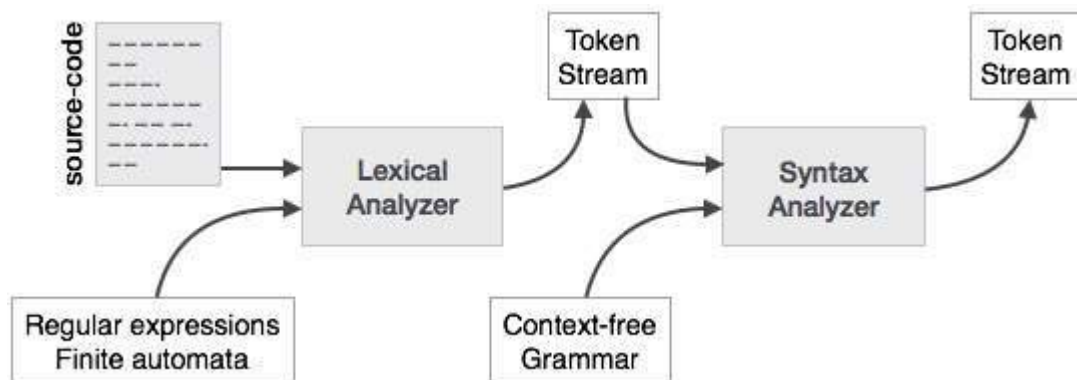 source-code
Token
Stream
Token
Stream
Lexical
Analyzer
Syntax
Analyzer
Regular expressions
Finite automata
Context-free
Grammar